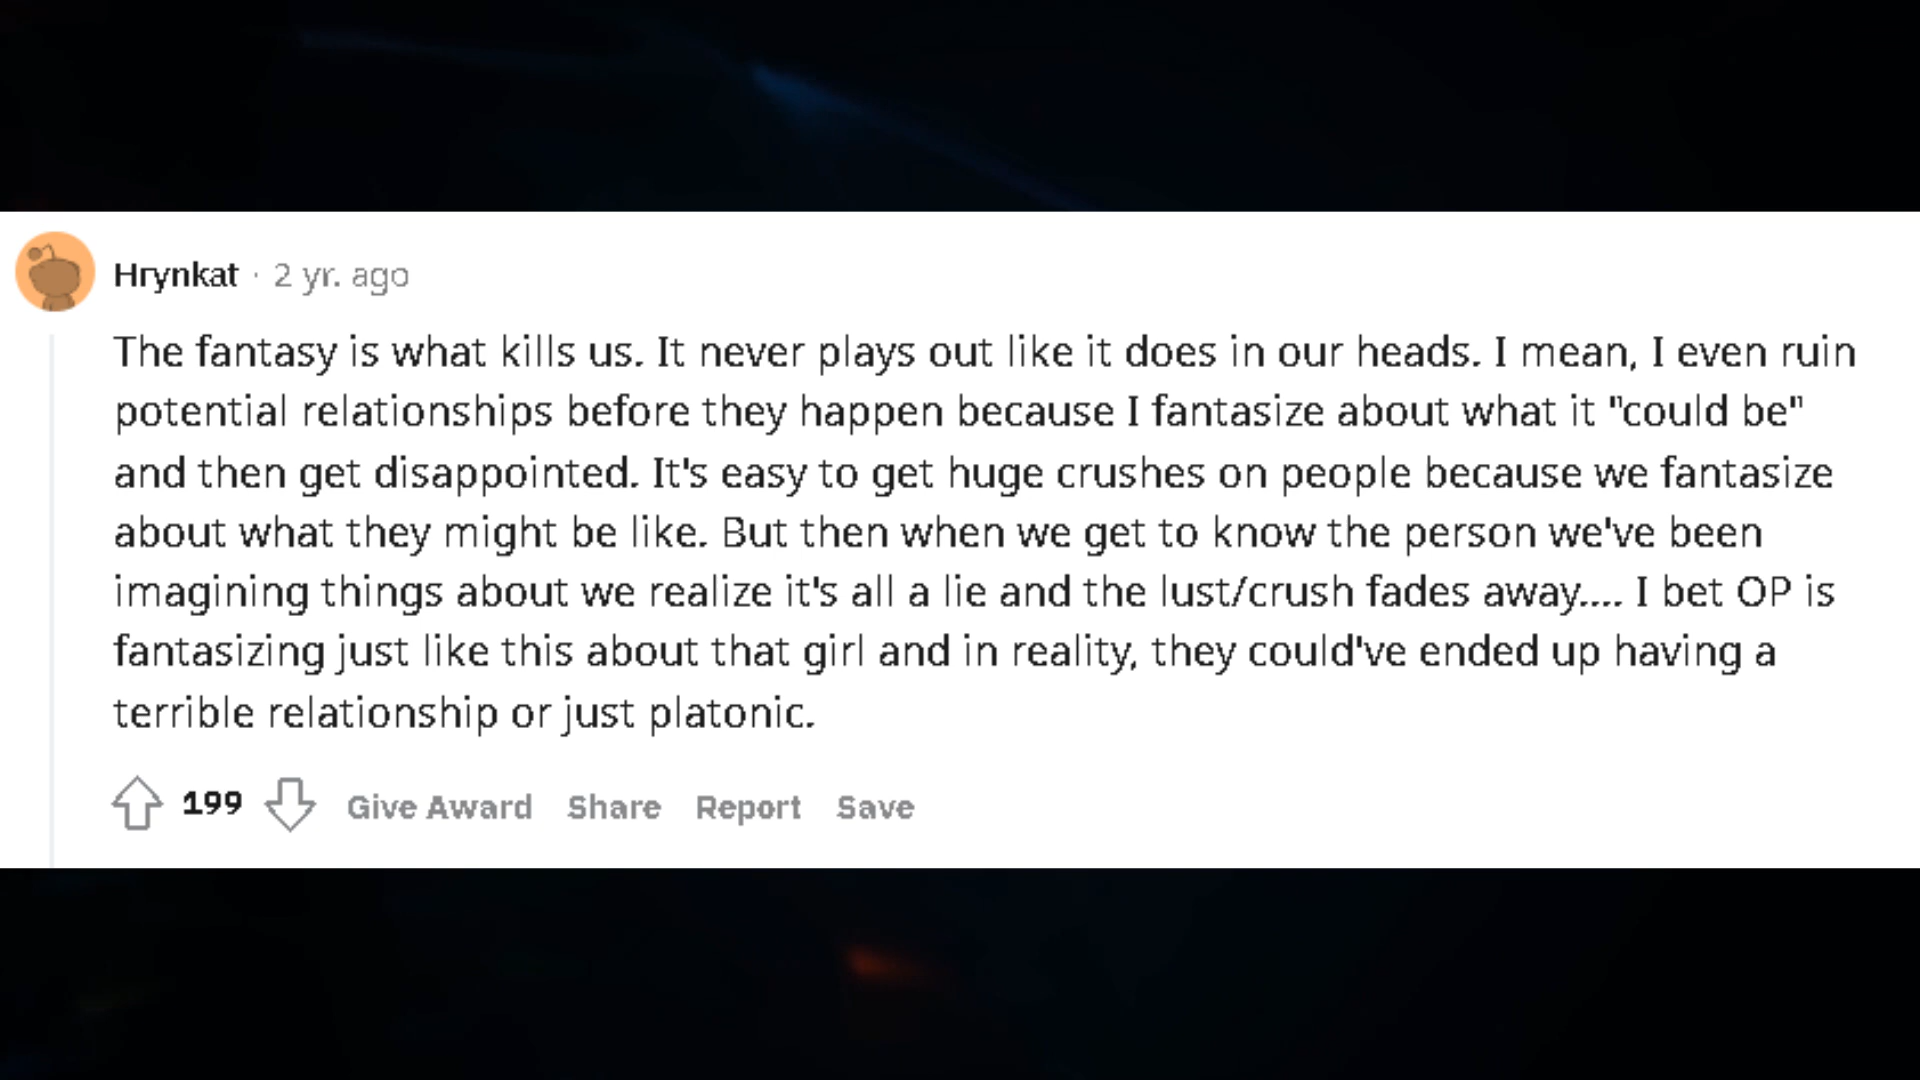 Hrynkat · 2 yr. ago
The fantasy is what kills us. It never plays out like it does in our heads. I mean, I even ruin
potential relationships before they happen because I fantasize about what it "could be"
and then get disappointed. It's easy to get huge crushes on people because we fantasize
about what they might be like. But then when we get to know the person we've been
imagining things about we realize it's all a lie and the lust/crush fades away.... I bet OP is
fantasizing just like this about that girl and in reality, they could've ended up having a
terrible relationship or just platonic.
199 Give Award Share Report Save